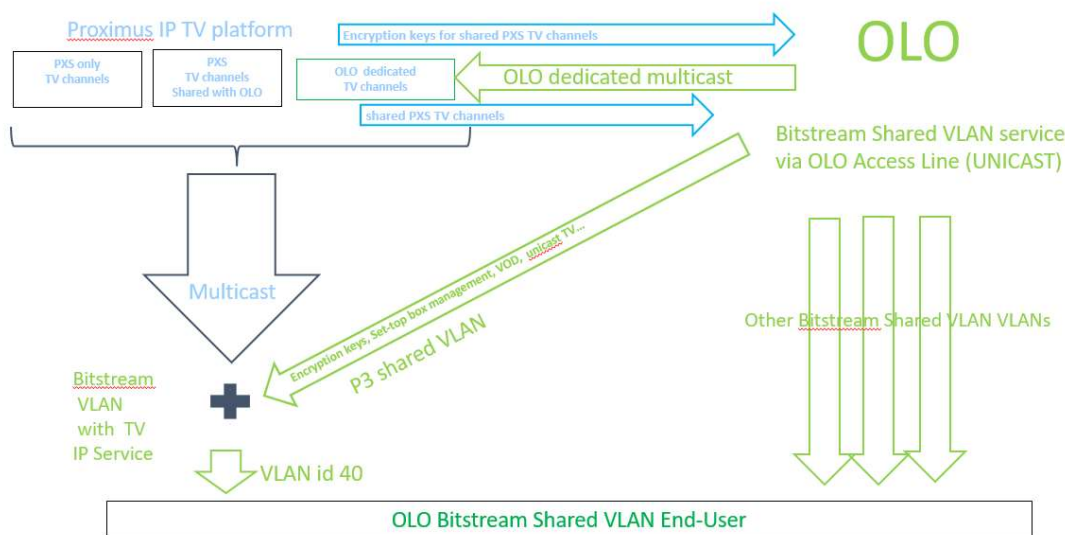 Proximus IP TV platform
Encryption keys for shared PXS TV channels
OLO
PXS only
TV channels
PXS
TV channels
Shared with OLO
OLO dedicated
TV channels
OLO dedicated multicast
shared PXS TV channels
Bitstream Shared VLAN service
via OLO Access Line (UNICAST)
Multicast
Encryption keys, Set-top box management, VOD, unicast TV...
P3 shared VLAN
Other Bitstream Shared VLAN VLANs
Bitstream
VLAN
with TV
IP Service
VLAN id 40
OLO Bitstream Shared VLAN End-User